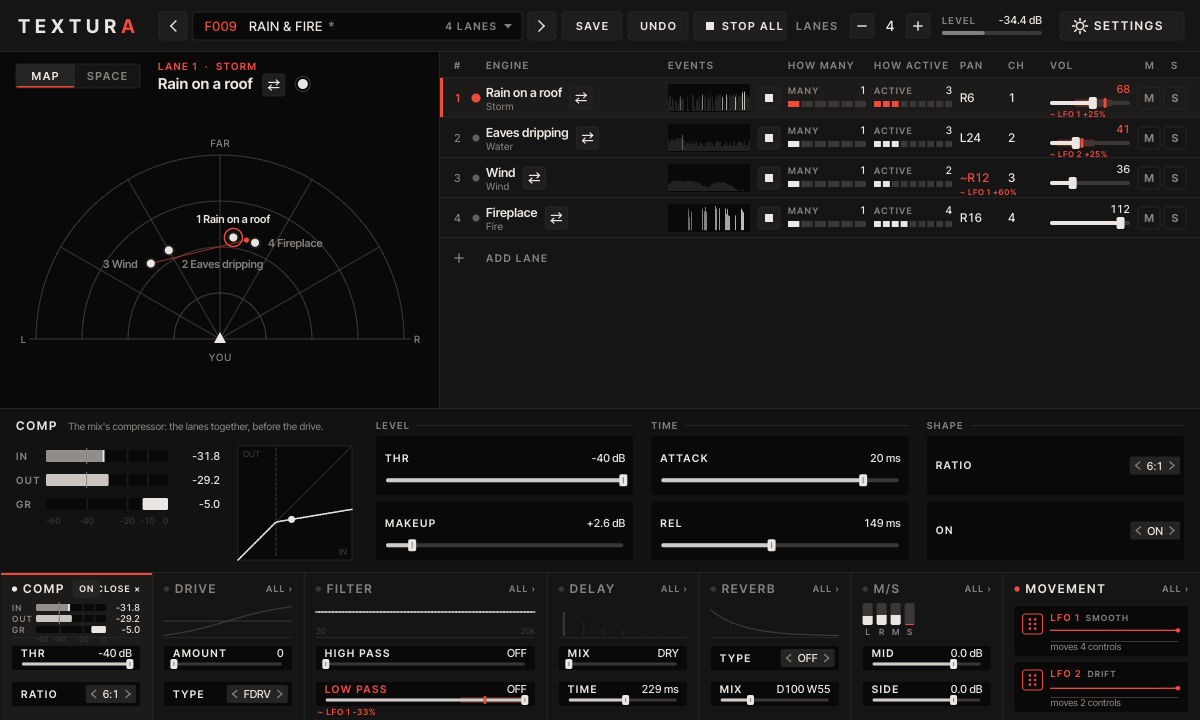 TEXTURA
F009 RAIN & FIRE *
4 LANES
SAVE
UNDO
STOP ALL
LANES
4
LEVEL -34.4 dB
SETTINGS
MAP
SPACE
LANE 1 · STORM
Rain on a roof
FAR
1 Rain on a roof
4 Fireplace
3 Wind
2 Eaves dripping
L
R
YOU
# ENGINE EVENTS HOW MANY HOW ACTIVE PAN CH VOL M S
1 Rain on a roof MANY 1 ACTIVE 3 R6 1 68 M S
Storm
~ LFO 1 +25%
2 Eaves dripping MANY 1 ACTIVE 3 L24 2 41 M S
Water
~ LFO 2 +25%
3 Wind MANY 1 ACTIVE 2 ~R12 3 36 M S
Wind
~ LFO 1 +60%
4 Fireplace MANY 1 ACTIVE 4 R16 4 112 M S
Fire
+ ADD LANE
COMP The mix's compressor: the lanes together, before the drive.
IN -31.8
OUT -29.2
GR -5.0
-60 -40 -20 -10 0
OUT
IN
LEVEL
THR -40 dB
MAKEUP +2.6 dB
TIME
ATTACK 20 ms
REL 149 ms
SHAPE
RATIO 6:1
ON ON
COMP ON CLOSE ×
IN -31.8
OUT -29.2
GR -5.0
-60 -40 -20 0
THR -40 dB
RATIO 6:1
DRIVE ALL ›
AMOUNT 0
TYPE FDRV
FILTER ALL ›
20 20k
HIGH PASS OFF
LOW PASS OFF
~ LFO 1 -33%
DELAY ALL ›
MIX DRY
TIME 229 ms
REVERB ALL ›
TYPE OFF
MIX D100 W55
M/S ALL ›
L R M S
MID 0.0 dB
SIDE 0.0 dB
MOVEMENT ALL ›
LFO 1 SMOOTH
moves 4 controls
LFO 2 DRIFT
moves 2 controls